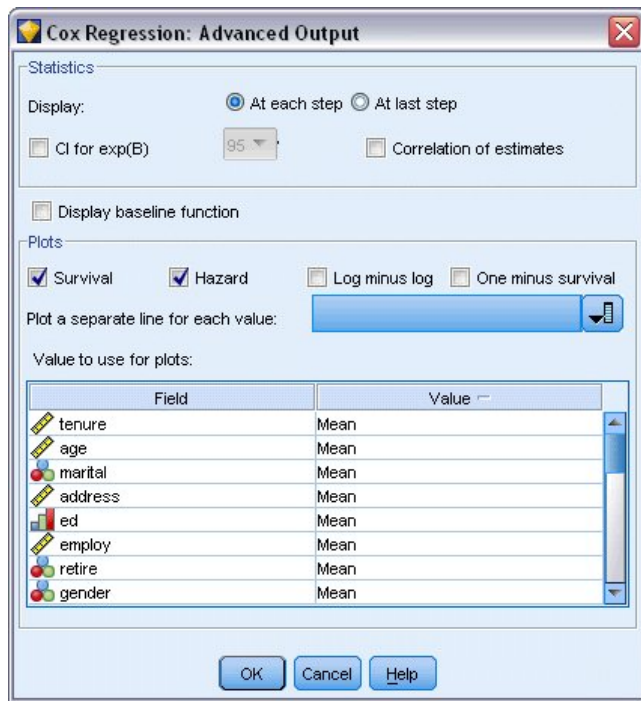 Cox Regression: Advanced Output
Statistics
Display: At each step At last step
CI for exp(B) 95 Correlation of estimates
Display baseline function
Plots
Survival Hazard Log minus log One minus survival
Plot a separate line for each value:
Value to use for plots:
Field Value
tenure Mean
age Mean
marital Mean
address Mean
ed Mean
employ Mean
retire Mean
gender Mean
OK Cancel Help